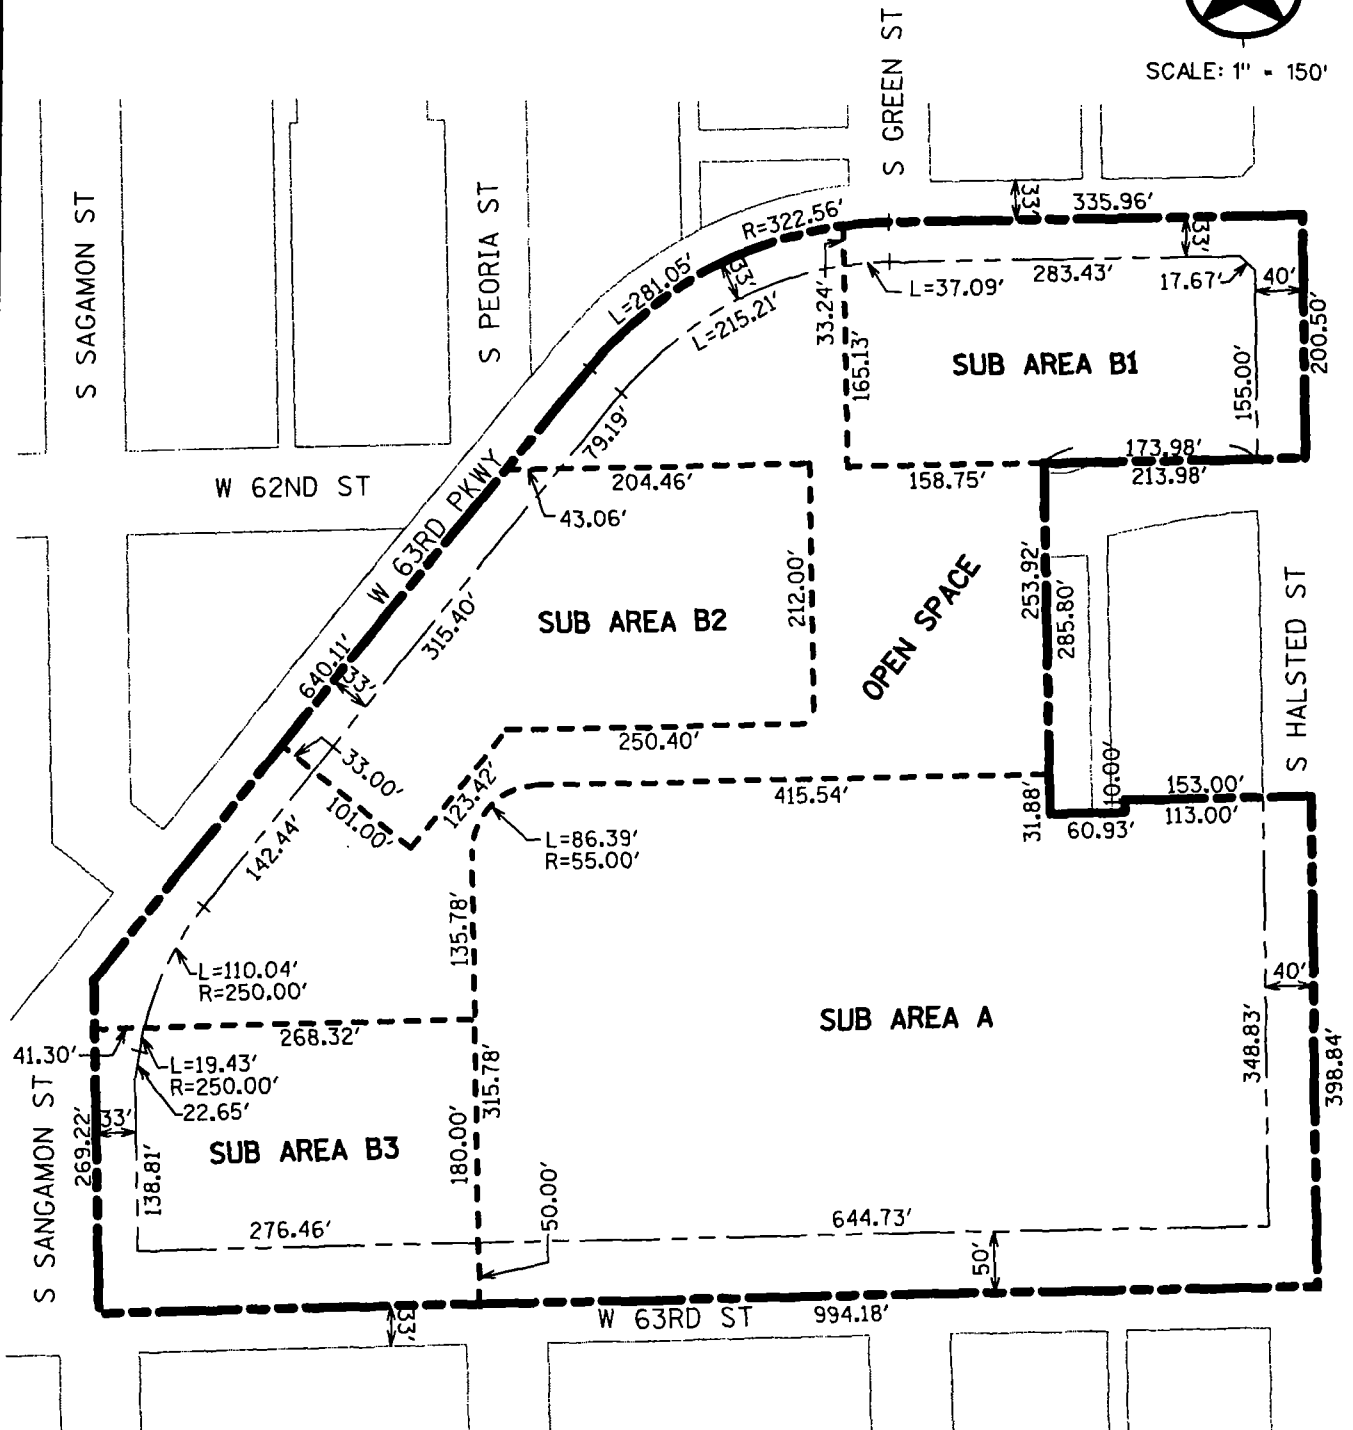 SCALE: 1" = 150'
S GREEN ST
S SAGAMON ST
S PEORIA ST
33'
335.96'
R=322.56'
33'
L=281.05'
33'
L=215.21'
33.24'
L=37.09'
283.43'
17.67'
40'
200.50'
165.13'
SUB AREA B1
155.00'
79.19'
173.98'
213.98'
158.75'
W 62ND ST
W 63RD PKWY
204.46'
43.06'
253.92'
285.80'
212.00'
SUB AREA B2
OPEN SPACE
315.40'
640.11'
33'
S HALSTED ST
250.40'
33.00'
101.00'
123.42'
142.44'
415.54'
31.88'
60.93'
10.00'
153.00'
113.00'
L=86.39'
R=55.00'
135.78'
L=110.04'
R=250.00'
SUB AREA A
40'
268.32'
41.30'
L=19.43'
R=250.00'
22.65'
315.78'
348.83'
398.84'
S SANGAMON ST
269.22'
33'
138.81'
SUB AREA B3
180.00'
50.00'
276.46'
644.73'
50'
33'
W 63RD ST
994.18'